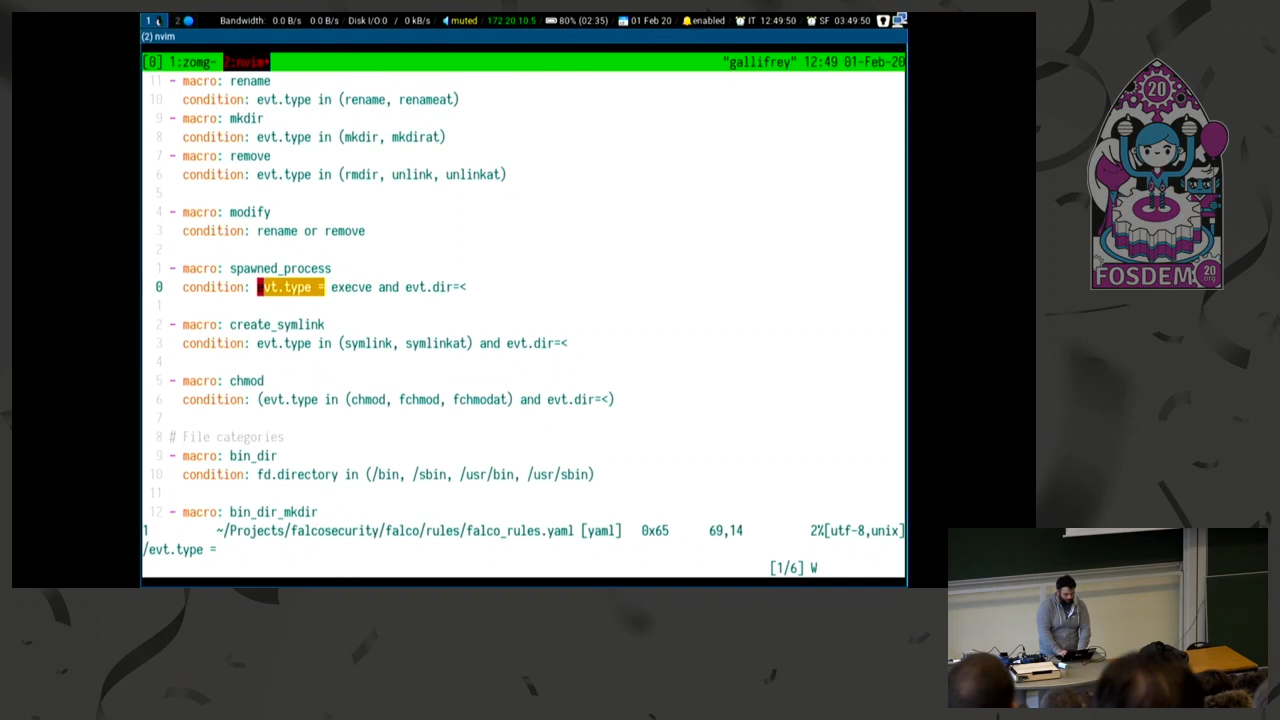 1 2 Bandwidth: 0.0 B/s 0.0 B/s / Disk I/O: 0 / 0 kB/s / muted / 172 20 10 5 / 80% (02:35) / 01 Feb 20 / enabled / IT 12:49:50 / SF 03:49:50
(2) nvim
[0] 1:zomg- 2:nvim* "gallifrey" 12:49 01-Feb-20
11 - macro: rename
10 condition: evt.type in (rename, renameat)
9 - macro: mkdir
8 condition: evt.type in (mkdir, mkdirat)
7 - macro: remove
6 condition: evt.type in (rmdir, unlink, unlinkat)
5
4 - macro: modify
3 condition: rename or remove
2
1 - macro: spawned_process
0 condition: evt.type = execve and evt.dir=<
1
2 - macro: create_symlink
3 condition: evt.type in (symlink, symlinkat) and evt.dir=<
4
5 - macro: chmod
6 condition: (evt.type in (chmod, fchmod, fchmodat) and evt.dir=<)
7
8 # File categories
9 - macro: bin_dir
10 condition: fd.directory in (/bin, /sbin, /usr/bin, /usr/sbin)
11
12 - macro: bin_dir_mkdir
1 ~/Projects/falcosecurity/falco/rules/falco_rules.yaml [yaml] 0x65 69,14 2%[utf-8,unix]
/evt.type =
[1/6] W
20
FOSDEM 20 .org